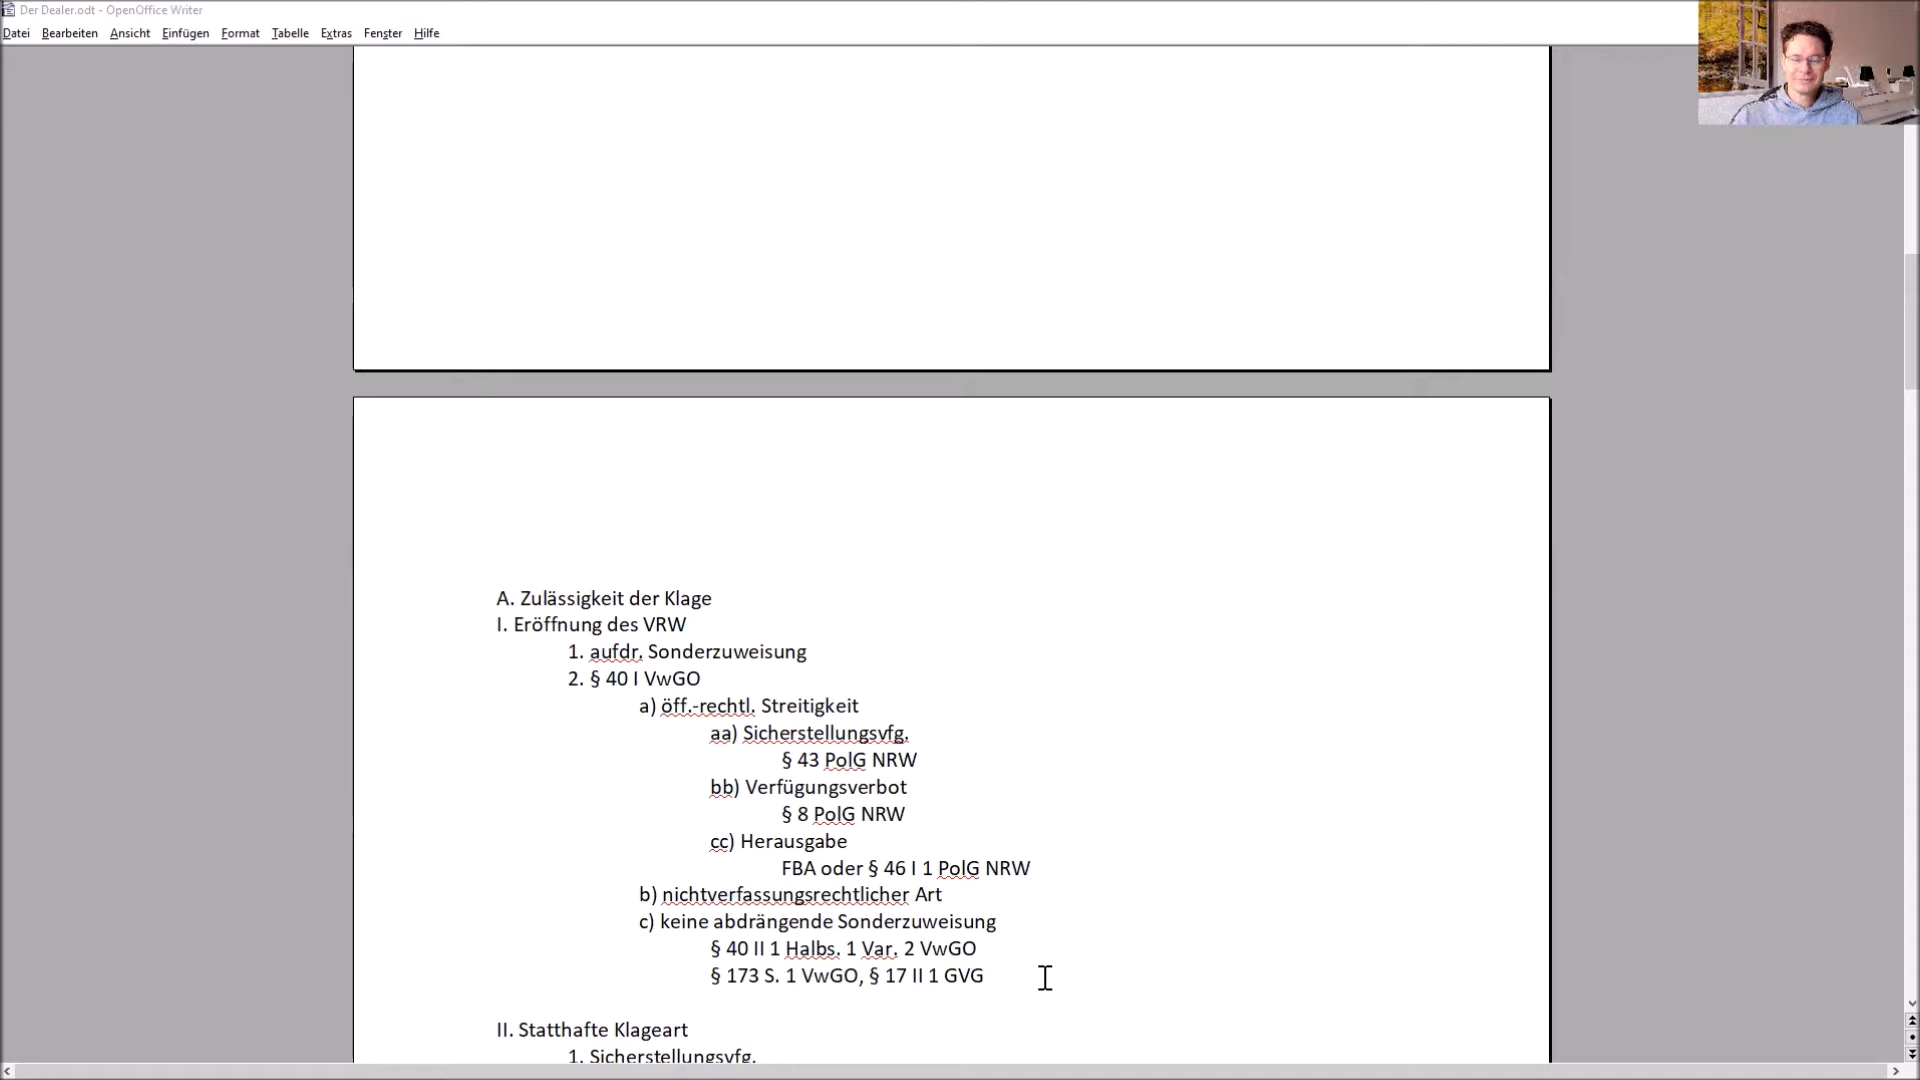 Der Dealer.odt - OpenOffice Writer
Datei Bearbeiten Ansicht Einfügen Format Tabelle Extras Fenster Hilfe
A. Zulässigkeit der Klage
I. Eröffnung des VRW
1. aufdr. Sonderzuweisung
2. § 40 I VwGO
a) öff.-rechtl. Streitigkeit
aa) Sicherstellungsvfg.
§ 43 PolG NRW
bb) Verfügungsverbot
§ 8 PolG NRW
cc) Herausgabe
FBA oder § 46 I 1 PolG NRW
b) nichtverfassungsrechtlicher Art
c) keine abdrängende Sonderzuweisung
§ 40 II 1 Halbs. 1 Var. 2 VwGO
§ 173 S. 1 VwGO, § 17 II 1 GVG
II. Statthafte Klageart
1. Sicherstellungsvfg.